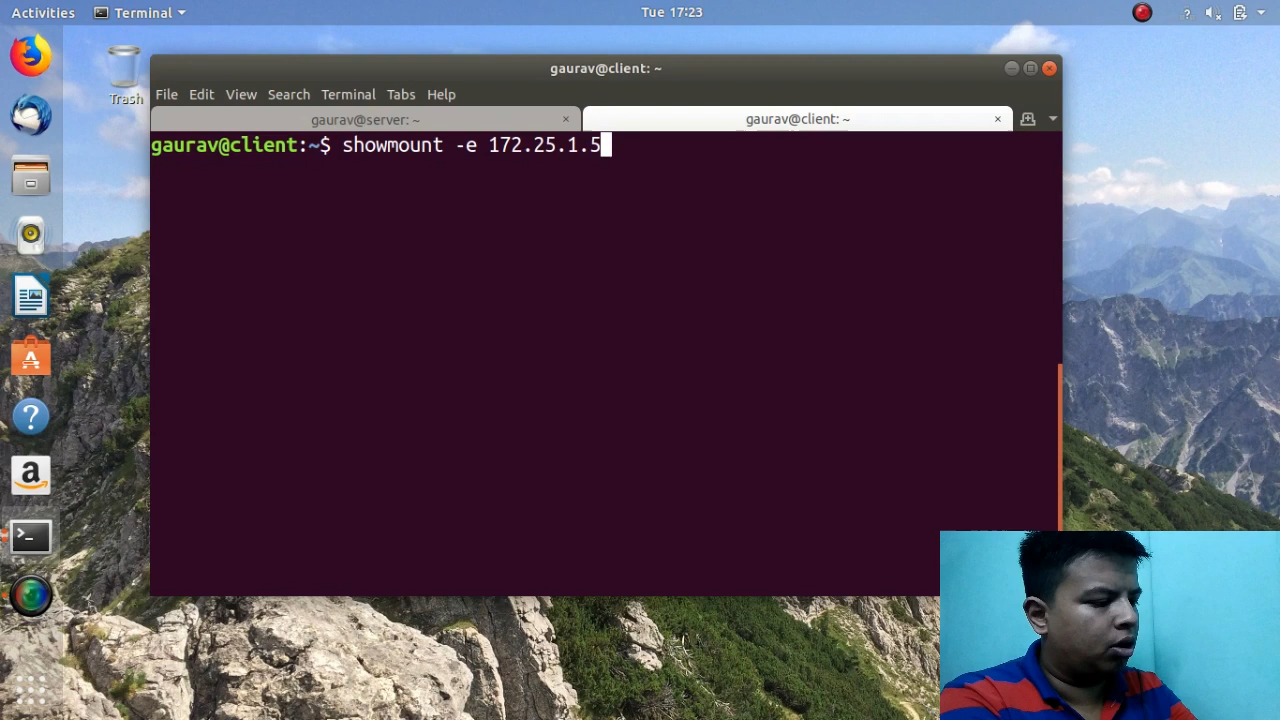 Activities Terminal Tue 17:23 ?
Trash
gaurav@client: ~
File Edit View Search Terminal Tabs Help
gaurav@server: ~ × gaurav@client: ~ ×
gaurav@client:~$ showmount -e 172.25.1.5
A
?
a
>_